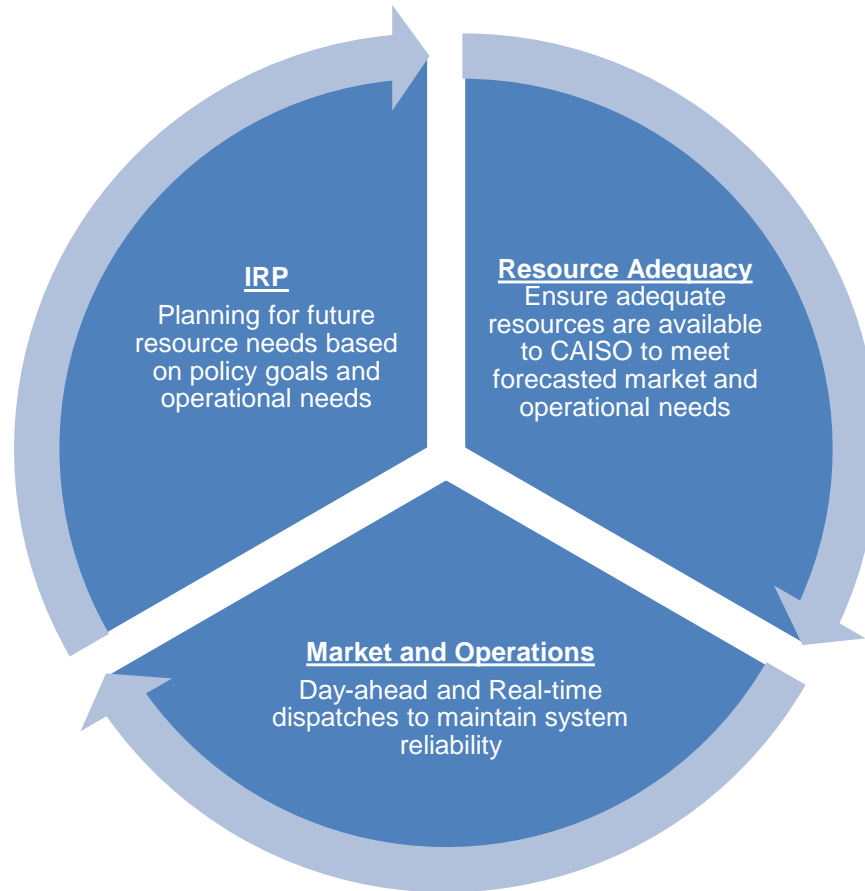 IRP
Planning for future
resource needs based
on policy goals and
operational needs
Resource Adequacy
Ensure adequate
resources are available
to CAISO to meet
forecasted market and
operational needs
Market and Operations
Day-ahead and Real-time
dispatches to maintain system
reliability